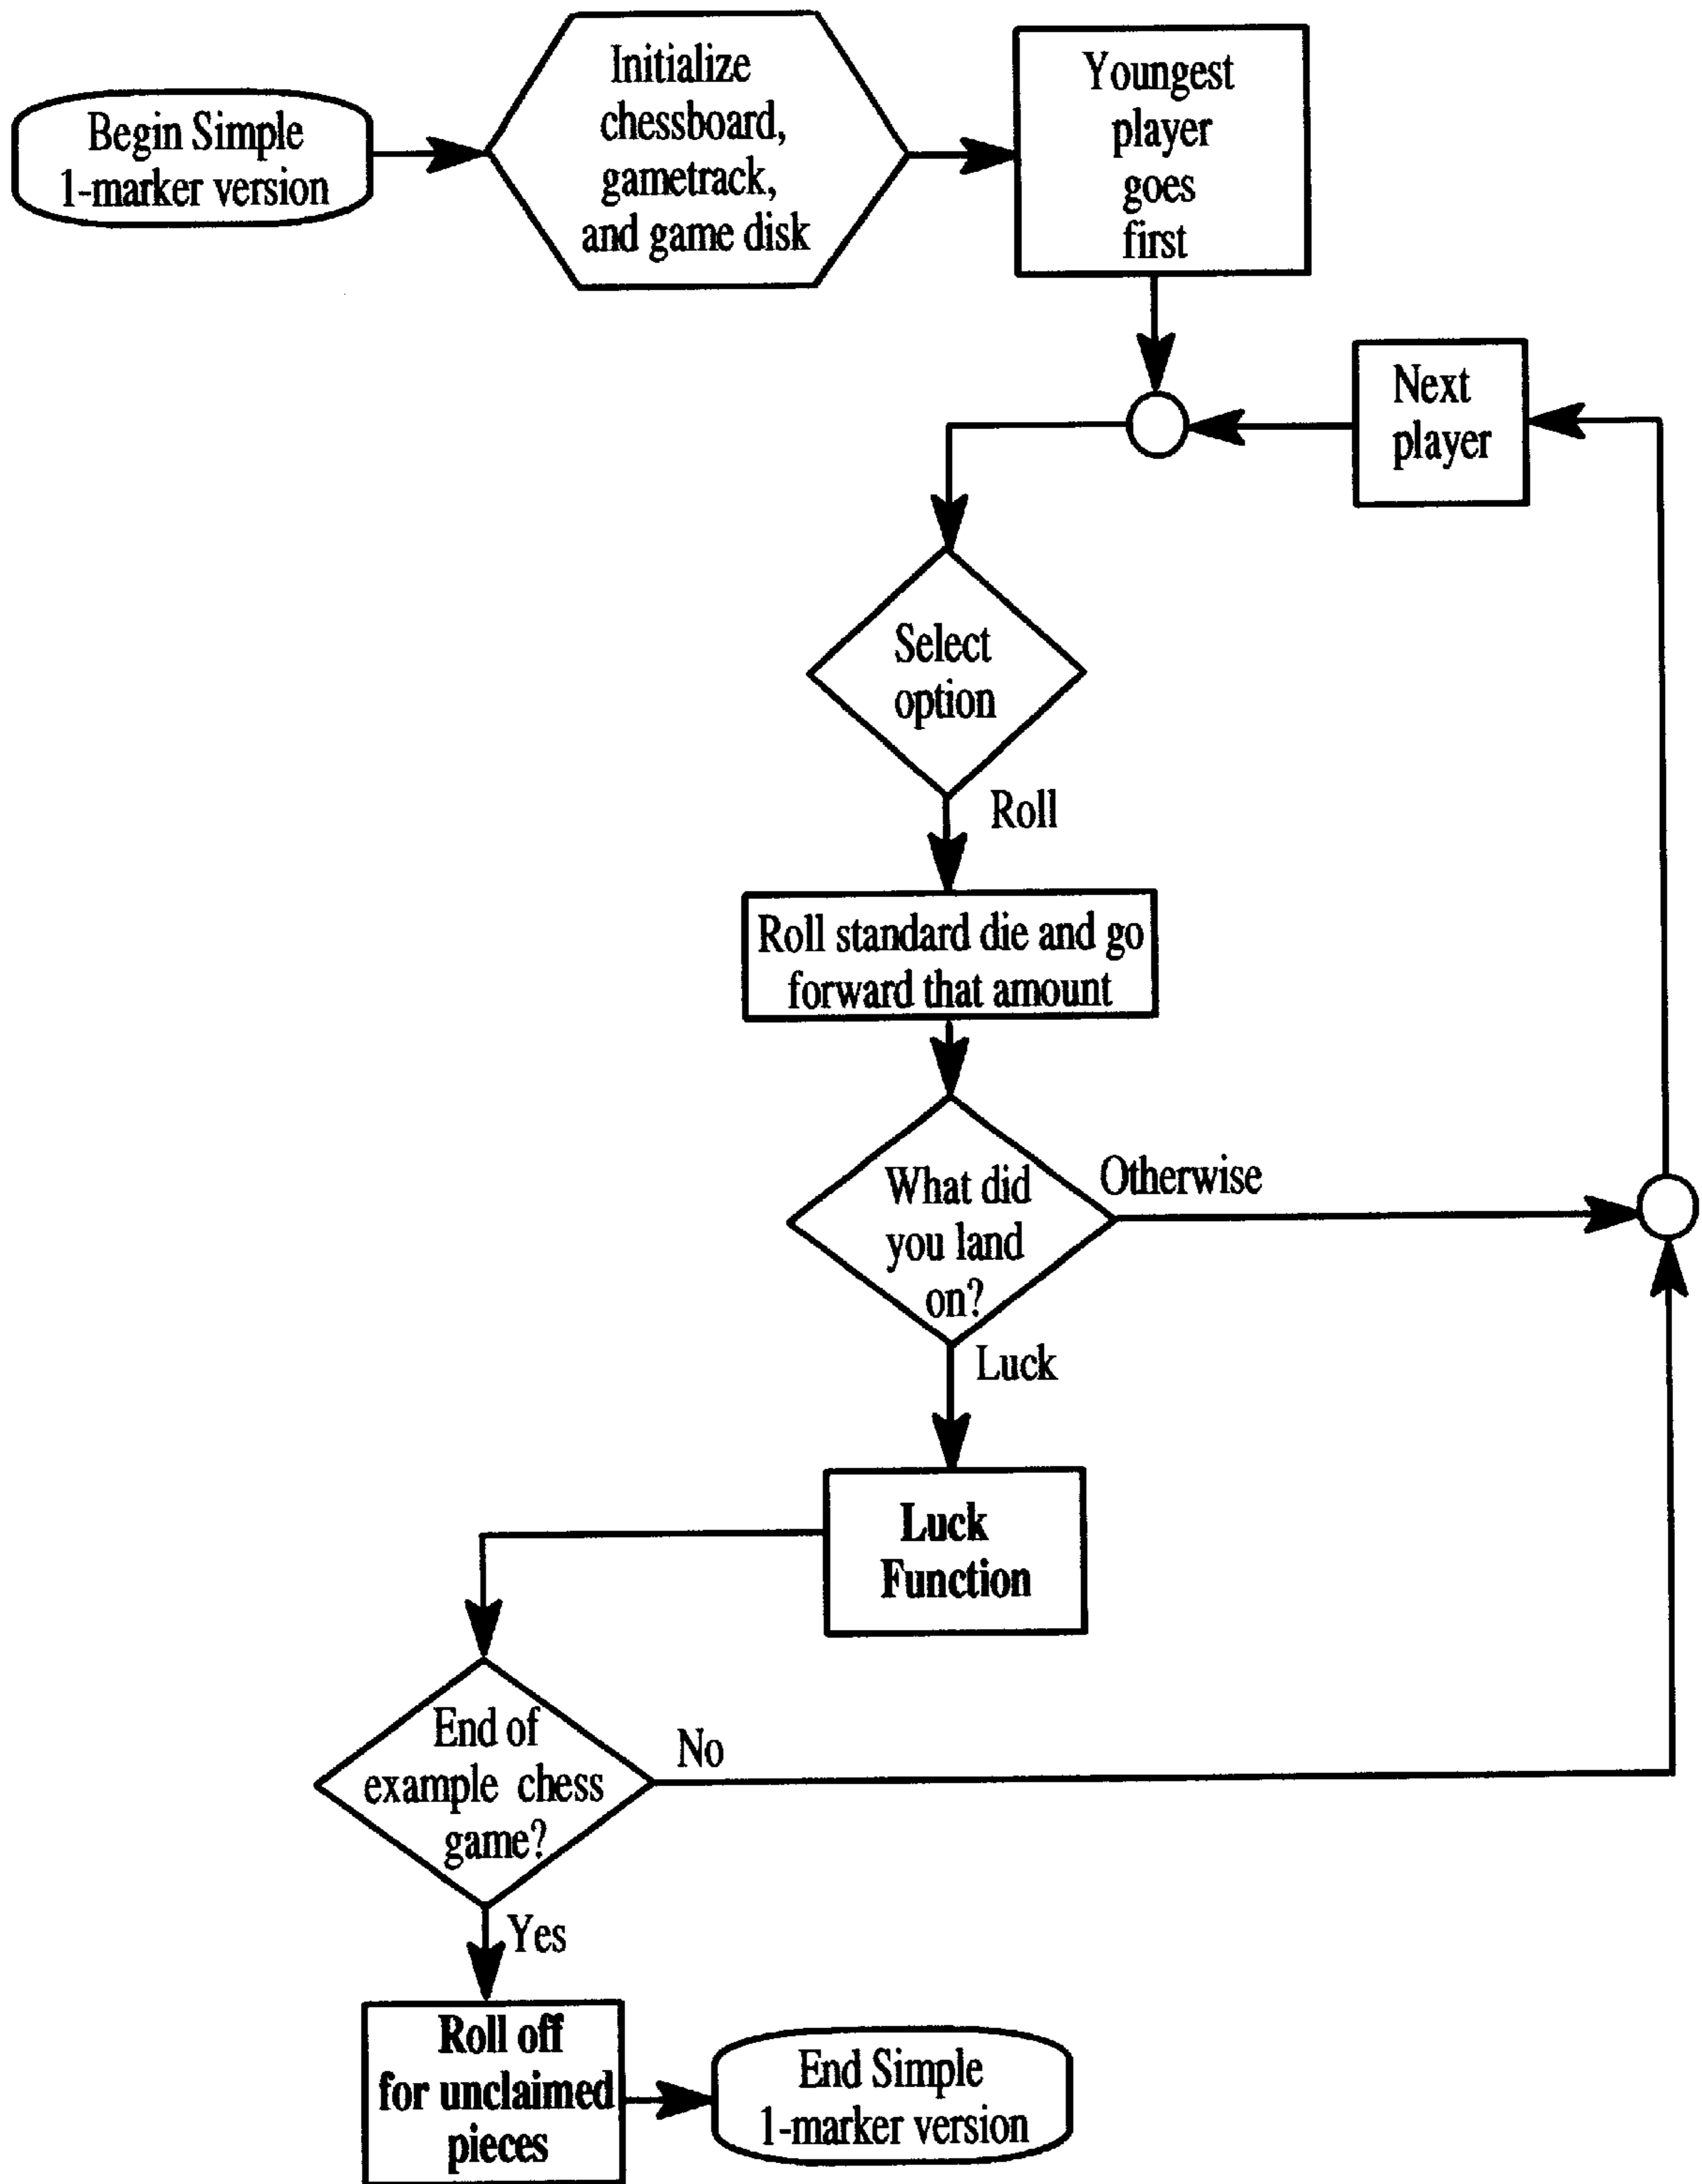 Begin Simple
1-marker version
Initialize
chessboard,
gametrack,
and game disk
Youngest
player
goes
first
Next
player
Select
option
Roll
Roll standard die and go
forward that amount
What did
you land
on?
Otherwise
Luck
Luck
Function
End of
example chess
game?
No
Yes
Roll off
for unclaimed
pieces
End Simple
1-marker version